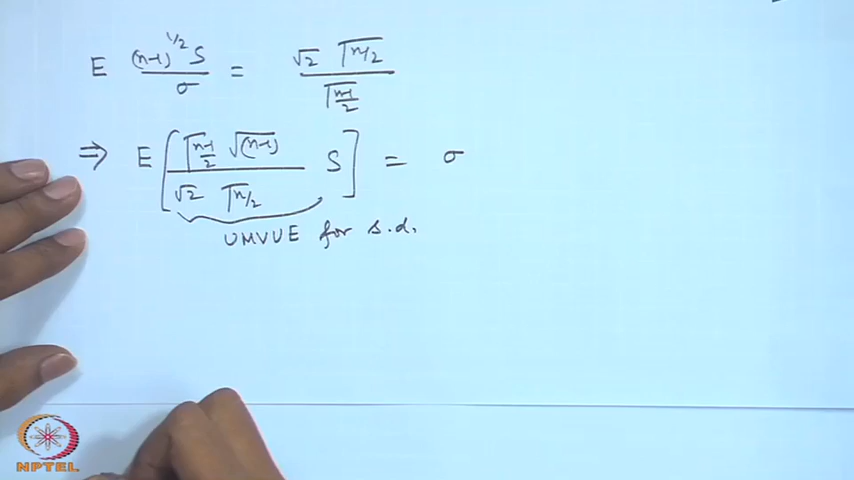 E (n-1)^{1/2} S / σ = √2 Γ(n/2) / Γ((n-1)/2)
⇒ E [ Γ((n-1)/2) √(n-1) / √2 Γ(n/2) S ] = σ
UMVUE for s.d.
NPTEL